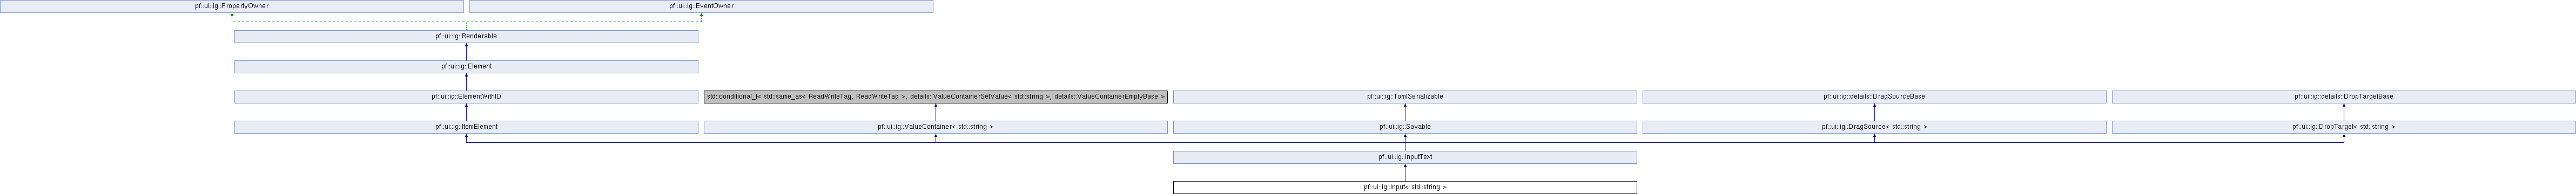 pf::ui::ig::PropertyOwner
pf::ui::ig::EventOwner
pf::ui::ig::Renderable
pf::ui::ig::Element
pf::ui::ig::ElementWithID
std::conditional_t< std::same_as< ReadWriteTag, ReadWriteTag >, details::ValueContainerSetValue< std::string >, details::ValueContainerEmptyBase >
pf::ui::ig::TomlSerializable
pf::ui::ig::details::DragSourceBase
pf::ui::ig::details::DropTargetBase
pf::ui::ig::ItemElement
pf::ui::ig::ValueContainer< std::string >
pf::ui::ig::Savable
pf::ui::ig::DragSource< std::string >
pf::ui::ig::DropTarget< std::string >
pf::ui::ig::InputText
pf::ui::ig::Input< std::string >